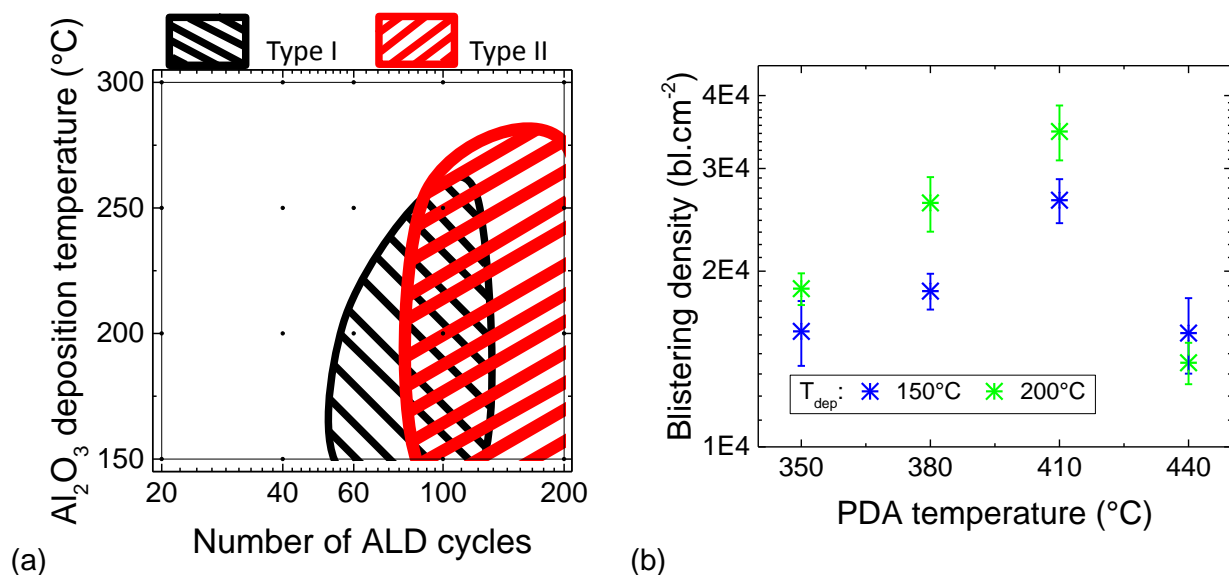 Type I
Type II
Al₂O₃ deposition temperature (°C)
300
250
200
150
20
40
60
100
200
Number of ALD cycles
(a)
Blistering density (bl.cm⁻²)
4E4
3E4
2E4
1E4
T_dep: 150°C 200°C
350
380
410
440
PDA temperature (°C)
(b)